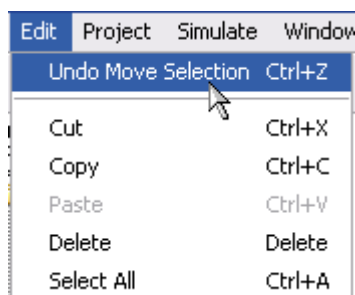 Edit Project Simulate Window
Undo Move Selection Ctrl+Z
Cut Ctrl+X
Copy Ctrl+C
Paste Ctrl+V
Delete Delete
Select All Ctrl+A